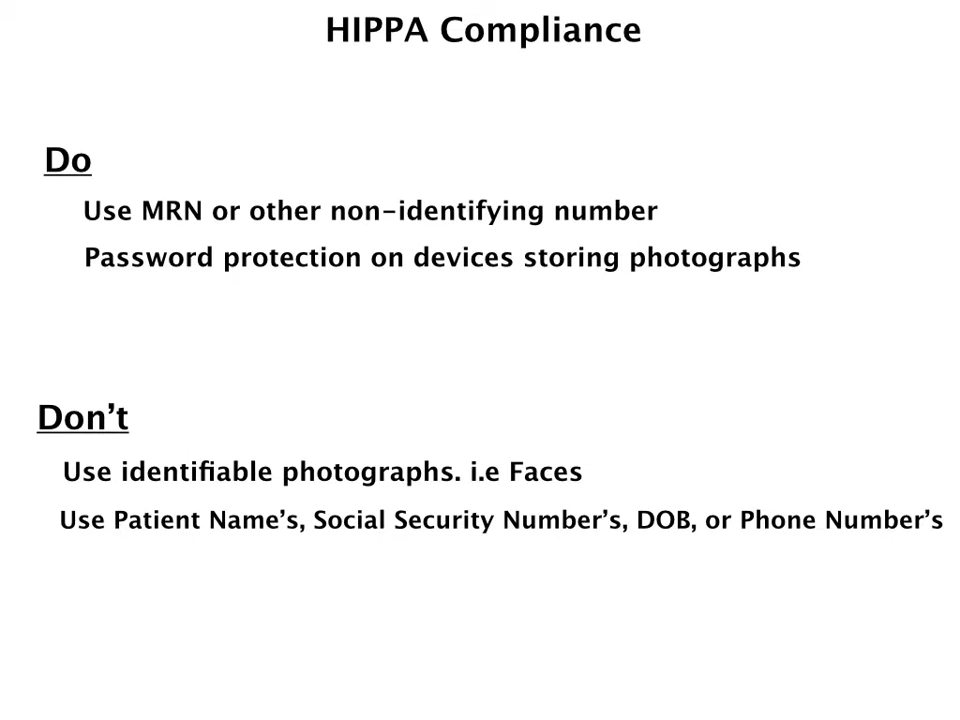 HIPPA Compliance
Do
Use MRN or other non-identifying number
Password protection on devices storing photographs
Don’t
Use identifiable photographs. i.e Faces
Use Patient Name’s, Social Security Number’s, DOB, or Phone Number’s